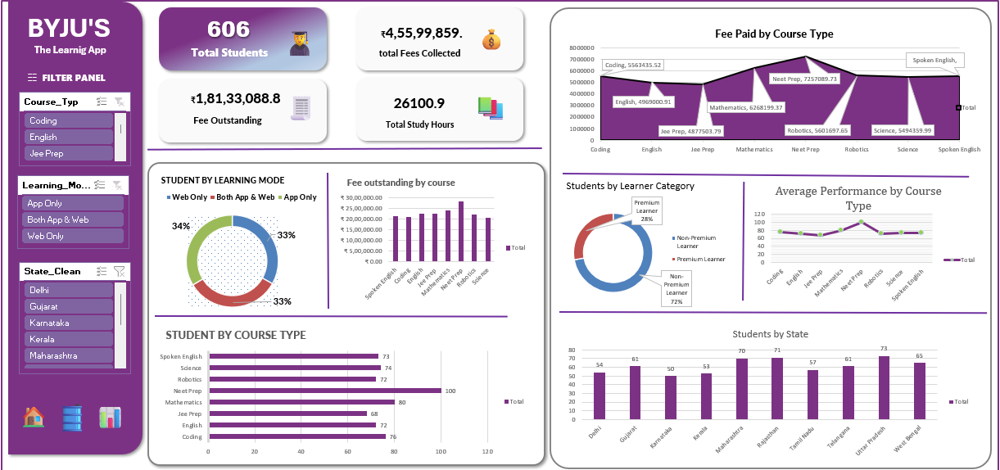 BYJU'S
The Learnig App
FILTER PANEL
Course_Typ
Coding
English
Jee Prep
Learning_Mo...
App Only
Both App & Web
Web Only
State_Clean
Delhi
Gujarat
Karnataka
Kerala
Maharashtra
606
Total Students
₹4,55,99,859.
total Fees Collected
₹1,81,33,088.8
Fee Outstanding
26100.9
Total Study Hours
STUDENT BY LEARNING MODE
Web Only Both App & Web App Only
34%
33%
33%
Fee outstanding by course
₹ 30,00,000.00
₹ 25,00,000.00
₹ 20,00,000.00
₹ 15,00,000.00
₹ 10,00,000.00
₹ 5,00,000.00
₹ 0.00
Spoken English
Coding
English
Jee Prep
Mathematics
Neet Prep
Robotics
Science
Total
STUDENT BY COURSE TYPE
Spoken English 73
Science 74
Robotics 72
Neet Prep 100
Mathematics 80
Jee Prep 68
English 72
Coding 76
0 20 40 60 80 100 120
Total
Fee Paid by Course Type
8000000
7000000
6000000
5000000
4000000
3000000
2000000
1000000
0
Coding, 5563435.52
English, 4969000.91
Jee Prep, 4877503.79
Mathematics, 6268199.37
Neet Prep, 7257089.73
Robotics, 5601697.65
Science, 5494359.99
Spoken English,
Total
Coding English Jee Prep Mathematics Neet Prep Robotics Science Spoken English
Students by Learner Category
Premium
Learner
28%
Non-Premium
Learner
Premium Learner
Non-
Premium
Learner
72%
Average Performance by Course
Type
120
100
80
60
40
20
0
Coding
English
Jee Prep
Mathematics
Neet Prep
Robotics
Science
Spoken English
Total
Students by State
80
70
60
50
40
30
20
10
0
54 61 50 53 70 71 57 61 73 65
Delhi
Gujarat
Karnataka
Kerala
Maharashtra
Rajasthan
Tamil Nadu
Telangana
Uttar Pradesh
West Bengal
Total